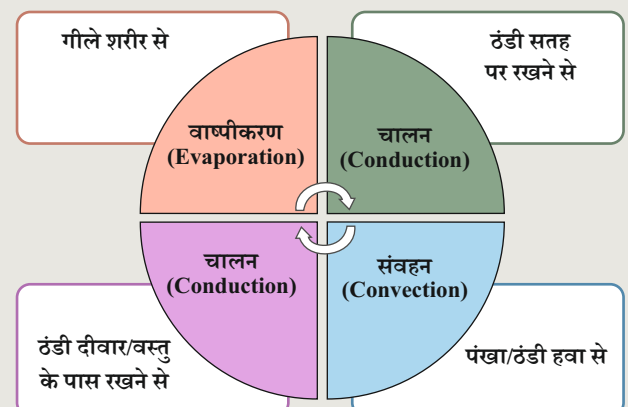 गीले शरीर से
ठंडी सतह
पर रखने से
वाष्पीकरण
(Evaporation)
चालन
(Conduction)
चालन
(Conduction)
संवहन
(Convection)
ठंडी दीवार/वस्तु
के पास रखने से
पंखा/ठंडी हवा से